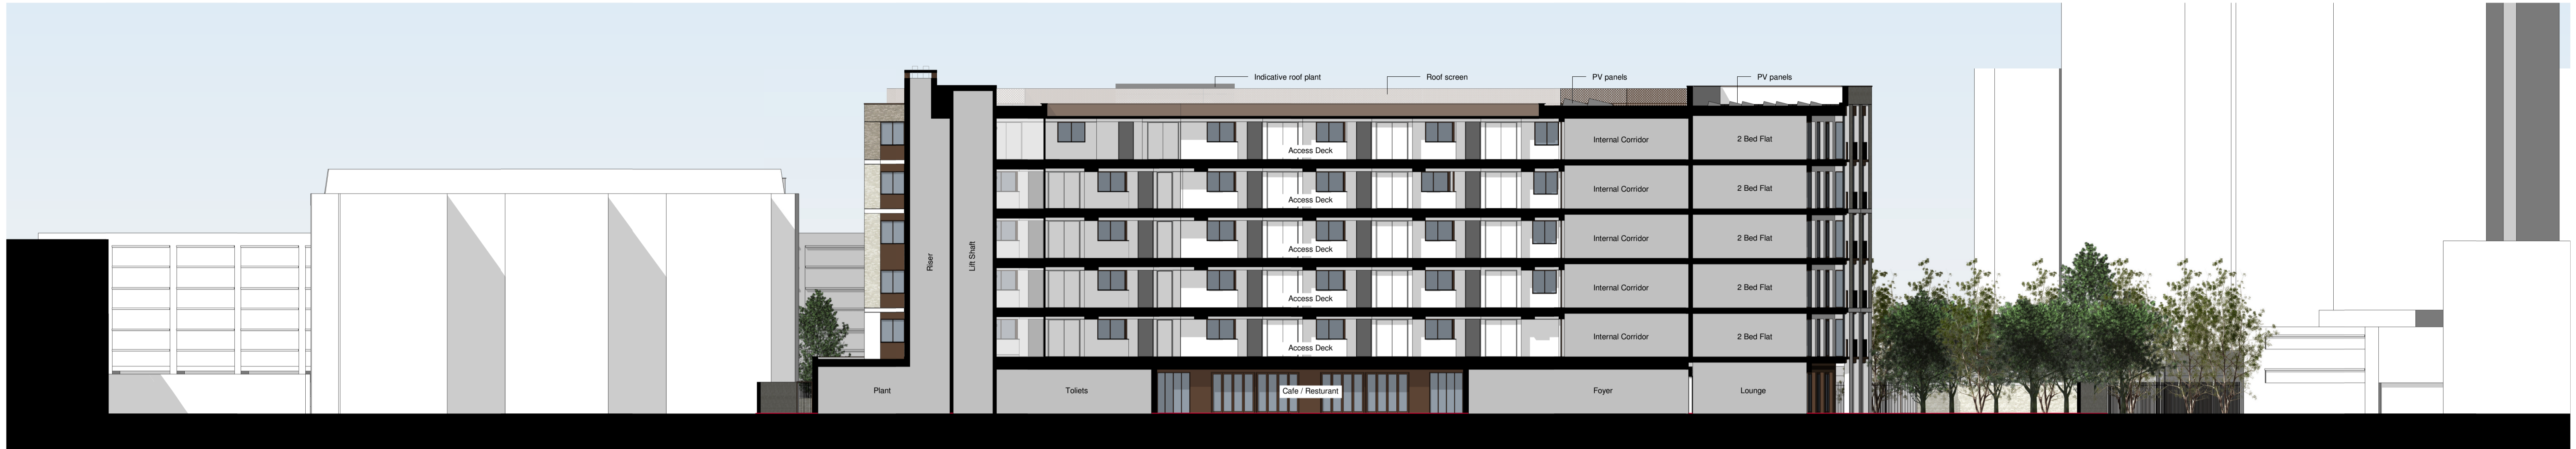 Indicative roof plant
Roof screen
PV panels
PV panels
Access Deck
Internal Corridor
2 Bed Flat
Access Deck
Internal Corridor
2 Bed Flat
Access Deck
Internal Corridor
2 Bed Flat
Riser
Lift Shaft
Access Deck
Internal Corridor
2 Bed Flat
Access Deck
Internal Corridor
2 Bed Flat
Plant
Toliets
Cafe / Resturant
Foyer
Lounge